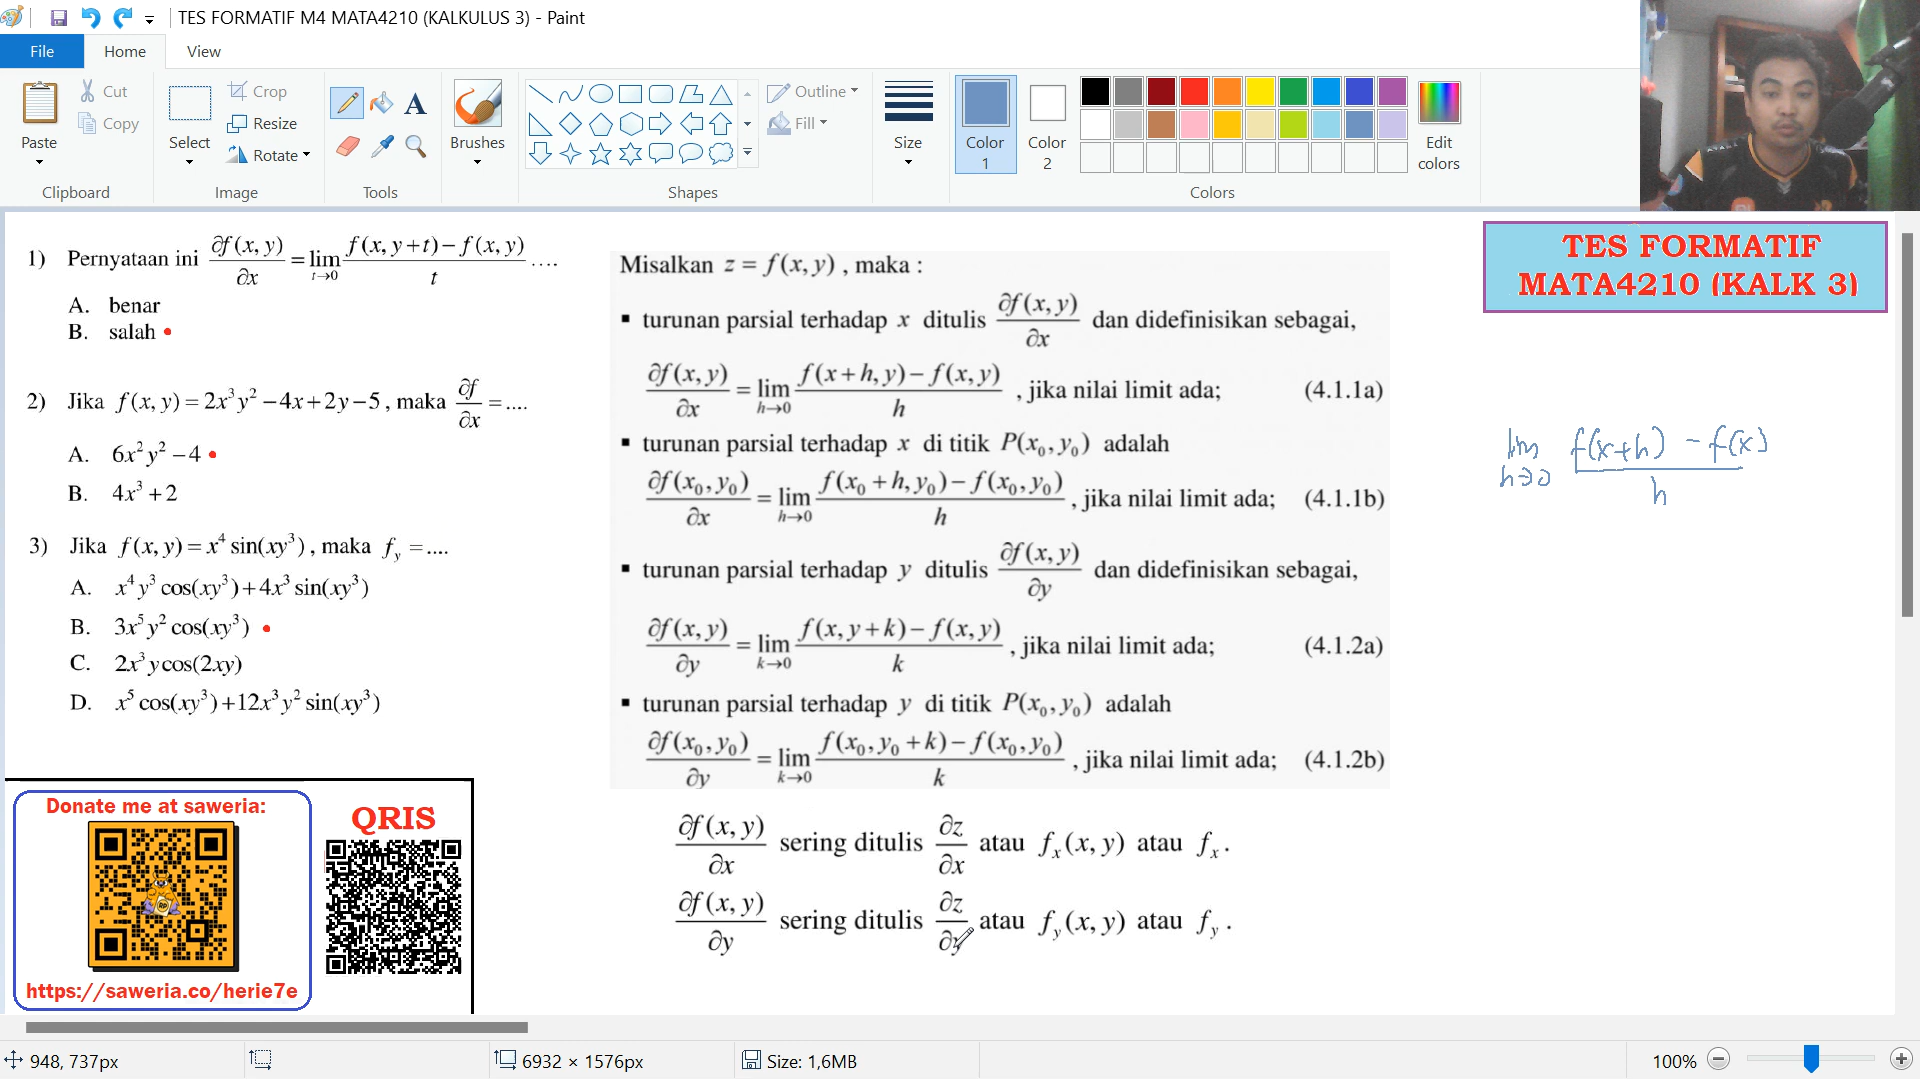 TES FORMATIF M4 MATA4210 (KALKULUS 3) - Paint
File Home View
Paste
Cut
Copy
Clipboard
Select
Crop
Resize
Rotate
Image
A
Tools
Brushes
Shapes
Outline
Fill
Size
Color 1
Color 2
Edit colors
Colors
1) Pernyataan ini ∂f(x, y)/∂x = lim t→0 (f(x, y+t) − f(x, y))/t ....
A. benar
B. salah
2) Jika f(x, y) = 2x³y² − 4x + 2y − 5, maka ∂f/∂x = ....
A. 6x²y² − 4
B. 4x³ + 2
3) Jika f(x, y) = x⁴ sin(xy³), maka f_y = ....
A. x⁴y³ cos(xy³) + 4x³ sin(xy³)
B. 3x⁵y² cos(xy³)
C. 2x³y cos(2xy)
D. x⁵ cos(xy³) + 12x³y² sin(xy³)
Donate me at saweria:
RP
https://saweria.co/herie7e
QRIS
Misalkan z = f(x, y), maka :
▪ turunan parsial terhadap x ditulis ∂f(x, y)/∂x dan didefinisikan sebagai,
∂f(x, y)/∂x = lim h→0 (f(x+h, y) − f(x, y))/h , jika nilai limit ada; (4.1.1a)
▪ turunan parsial terhadap x di titik P(x₀, y₀) adalah
∂f(x₀, y₀)/∂x = lim h→0 (f(x₀ + h, y₀) − f(x₀, y₀))/h , jika nilai limit ada; (4.1.1b)
▪ turunan parsial terhadap y ditulis ∂f(x, y)/∂y dan didefinisikan sebagai,
∂f(x, y)/∂y = lim k→0 (f(x, y+k) − f(x, y))/k , jika nilai limit ada; (4.1.2a)
▪ turunan parsial terhadap y di titik P(x₀, y₀) adalah
∂f(x₀, y₀)/∂y = lim k→0 (f(x₀, y₀ + k) − f(x₀, y₀))/k , jika nilai limit ada; (4.1.2b)
∂f(x, y)/∂x sering ditulis ∂z/∂x atau f_x(x, y) atau f_x.
∂f(x, y)/∂y sering ditulis ∂z/∂y atau f_y(x, y) atau f_y.
TES FORMATIF
MATA4210 (KALK 3)
lim h→0 (f(x+h) − f(x))/h
948, 737px
6932 × 1576px
Size: 1,6MB
100%